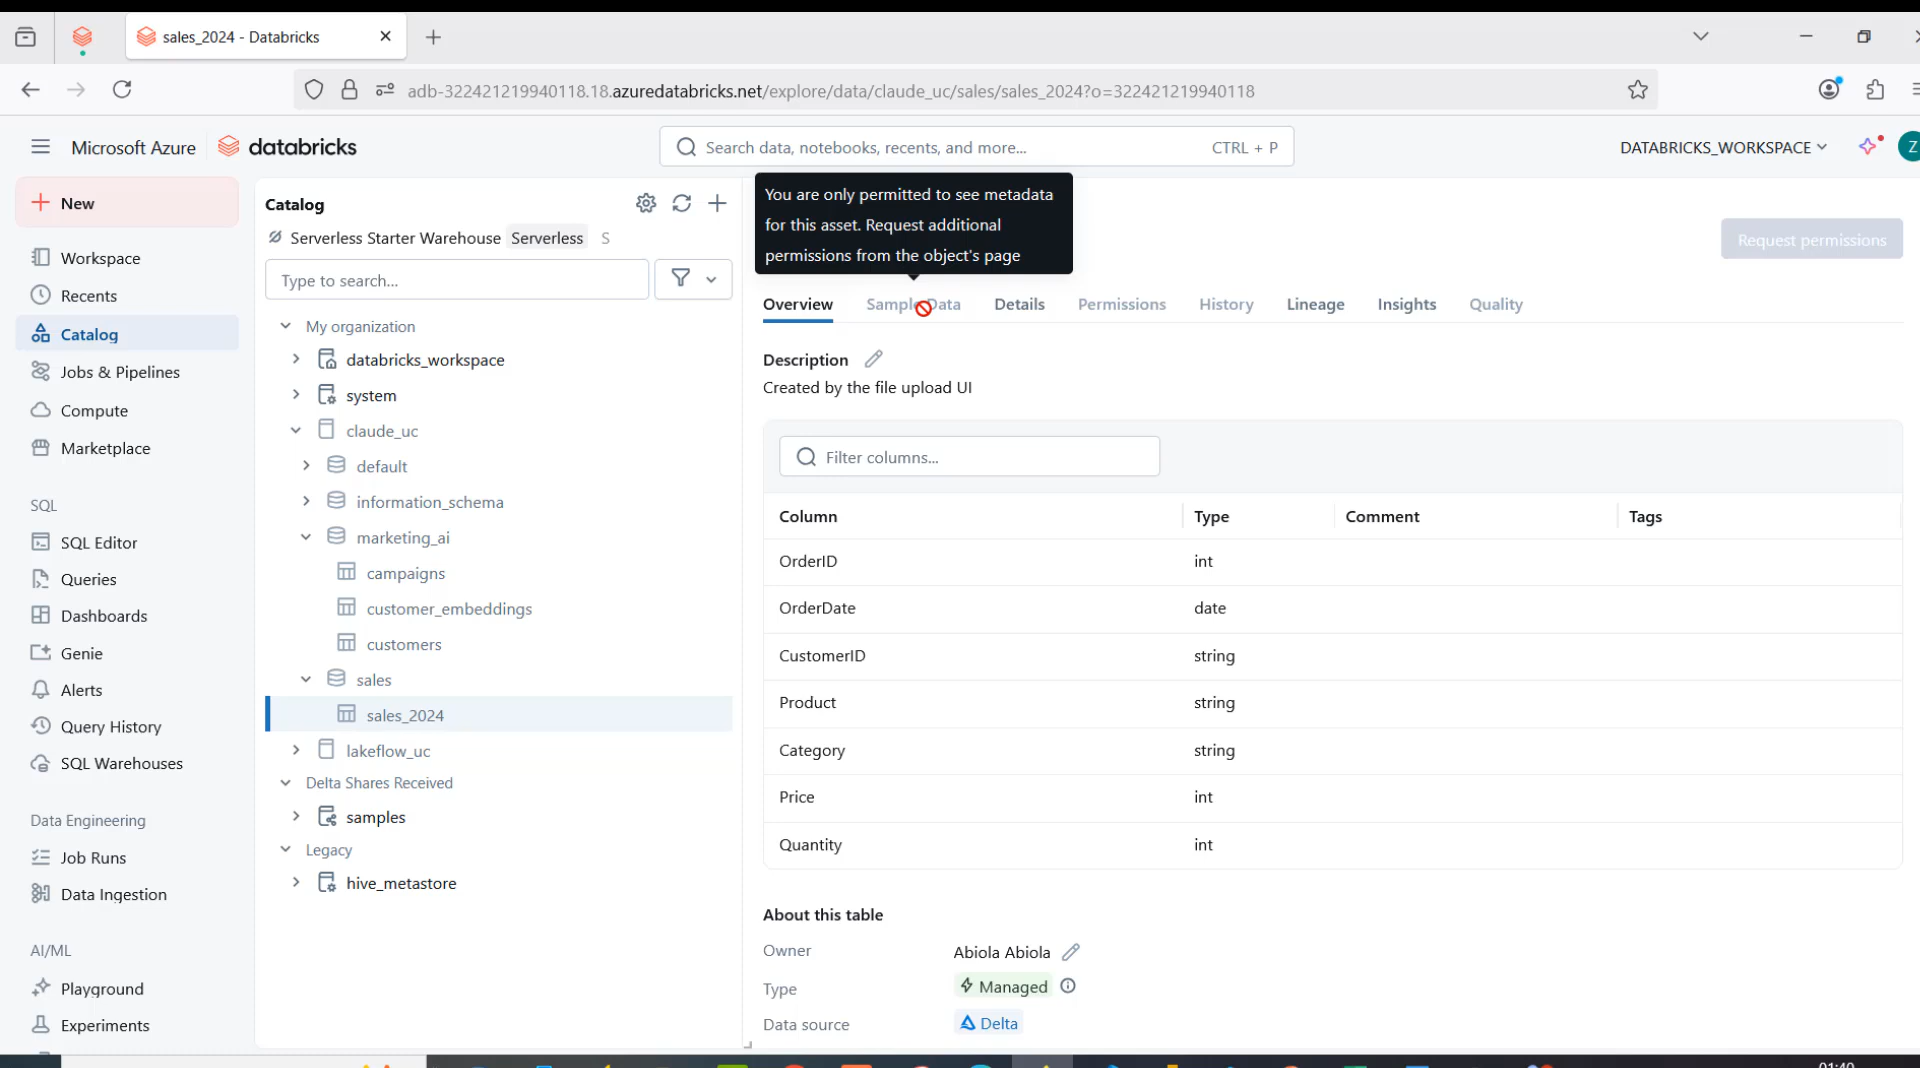 sales_2024 - Databricks
adb-322421219940118.18.azuredatabricks.net/explore/data/claude_uc/sales/sales_2024?o=322421219940118
Microsoft Azure
databricks
Search data, notebooks, recents, and more...
CTRL + P
DATABRICKS_WORKSPACE
Z
New
Workspace
Recents
Catalog
Jobs & Pipelines
Compute
Marketplace
SQL
SQL Editor
Queries
Dashboards
Genie
Alerts
Query History
SQL Warehouses
Data Engineering
Job Runs
Data Ingestion
AI/ML
Playground
Experiments
Catalog
Serverless Starter Warehouse Serverless S
Type to search...
My organization
databricks_workspace
system
claude_uc
default
information_schema
marketing_ai
campaigns
customer_embeddings
customers
sales
sales_2024
lakeflow_uc
Delta Shares Received
samples
Legacy
hive_metastore
You are only permitted to see metadata
for this asset. Request additional
permissions from the object's page
Request permissions
Overview Sample Data Details Permissions History Lineage Insights Quality
Description
Created by the file upload UI
Filter columns...
Column Type Comment Tags
OrderID int
OrderDate date
CustomerID string
Product string
Category string
Price int
Quantity int
About this table
Owner Abiola Abiola
Type Managed
Data source Delta